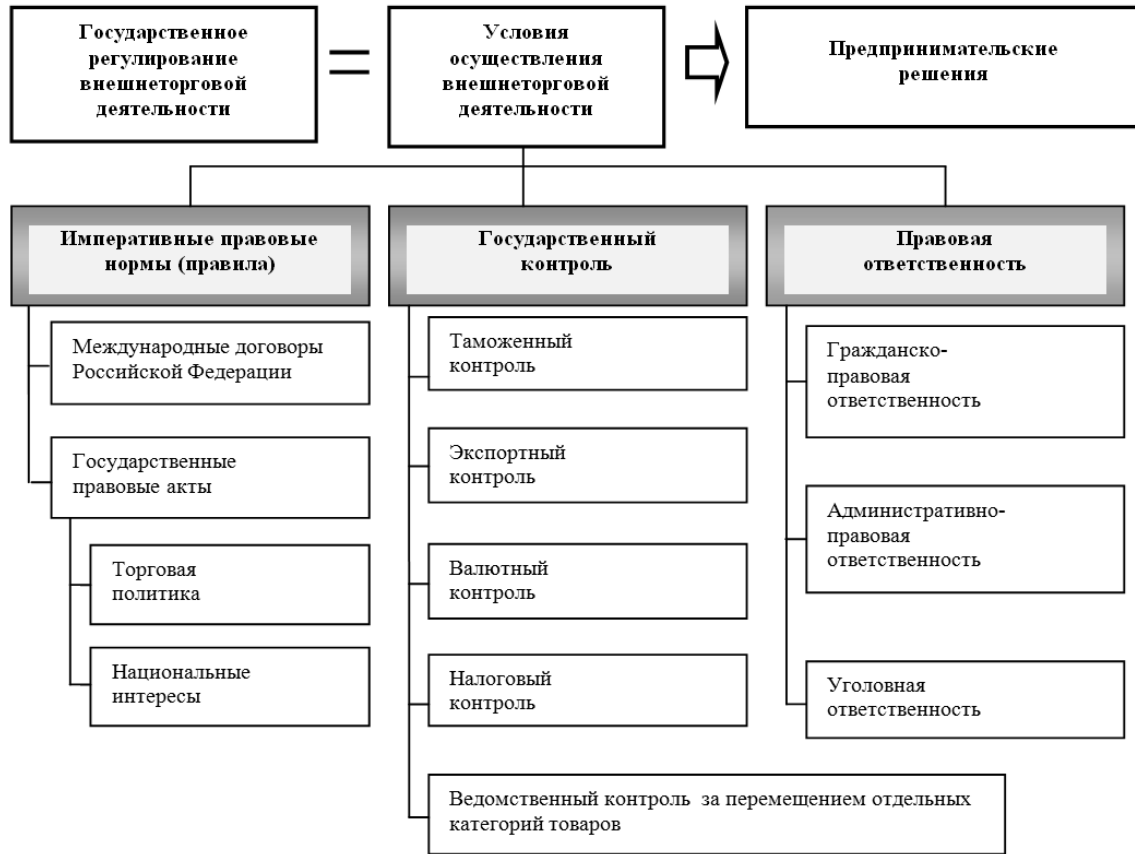 Государственное
регулирование
внешнеторговой
деятельности
=
Условия
осуществления
внешнеторговой
деятельности
Предпринимательские
решения
Императивные правовые
нормы (правила)
Международные договоры
Российской Федерации
Государственные
правовые акты
Торговая
политика
Национальные
интересы
Государственный
контроль
Таможенный
контроль
Экспортный
контроль
Валютный
контроль
Налоговый
контроль
Ведомственный контроль за перемещением отдельных
категорий товаров
Правовая
ответственность
Гражданско-
правовая
ответственность
Административно-
правовая
ответственность
Уголовная
ответственность